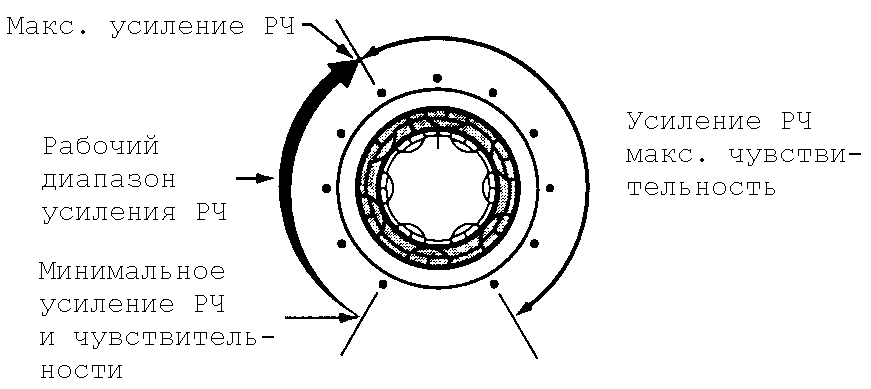 Макс. усиление РЧ
Рабочий
диапазон
усиления РЧ
Минимальное
усиление РЧ
и чувствитель-
ности
Усиление РЧ
макс. чувстви-
тельность